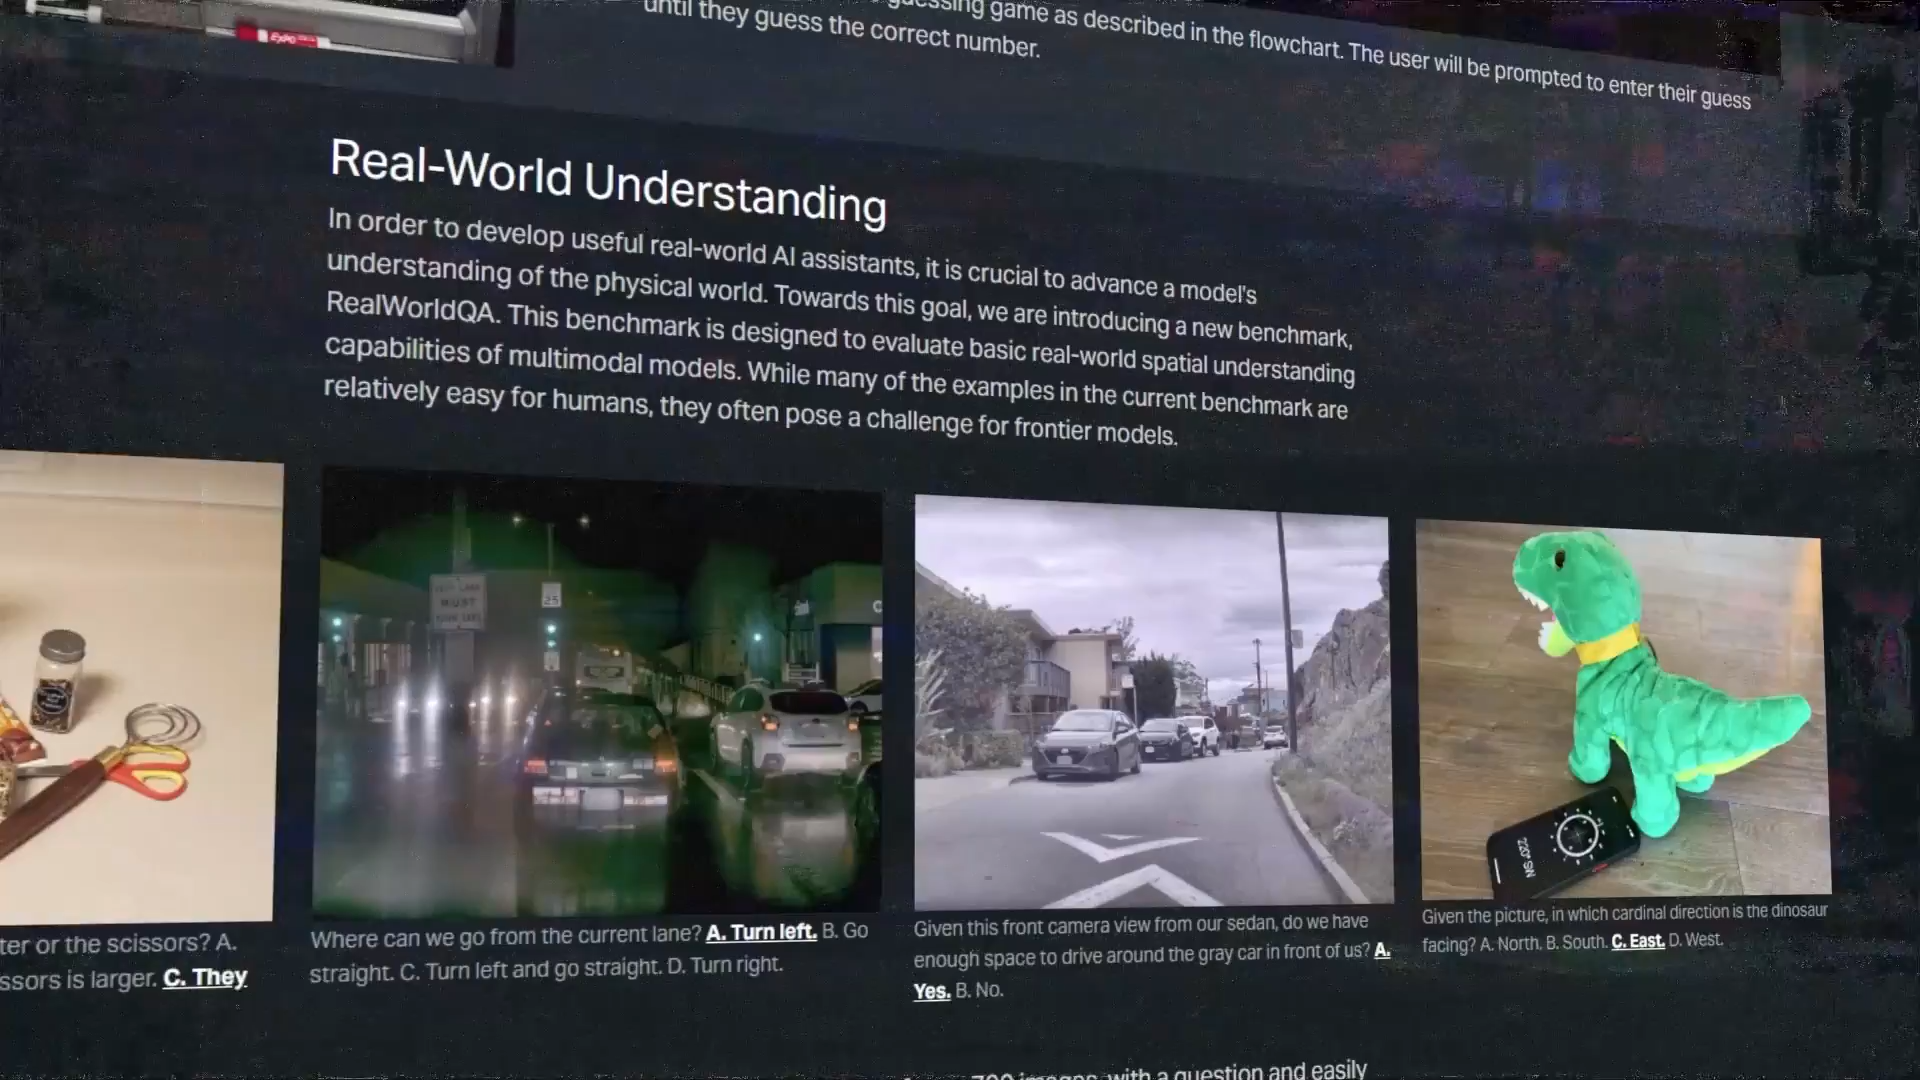 game as described in the flowchart. The user will be prompted to enter their guess
until they guess the correct number.
Expo
Real-World Understanding
In order to develop useful real-world AI assistants, it is crucial to advance a model's
understanding of the physical world. Towards this goal, we are introducing a new benchmark,
RealWorldQA. This benchmark is designed to evaluate basic real-world spatial understanding
capabilities of multimodal models. While many of the examples in the current benchmark are
relatively easy for humans, they often pose a challenge for frontier models.
MUST
25
ter or the scissors? A.
ssors is larger. C. They
Where can we go from the current lane? A. Turn left. B. Go
straight. C. Turn left and go straight. D. Turn right.
Given this front camera view from our sedan, do we have
enough space to drive around the gray car in front of us? A.
Yes. B. No.
Given the picture, in which cardinal direction is the dinosaur
facing? A. North. B. South. C. East. D. West.
images, with a question and easily